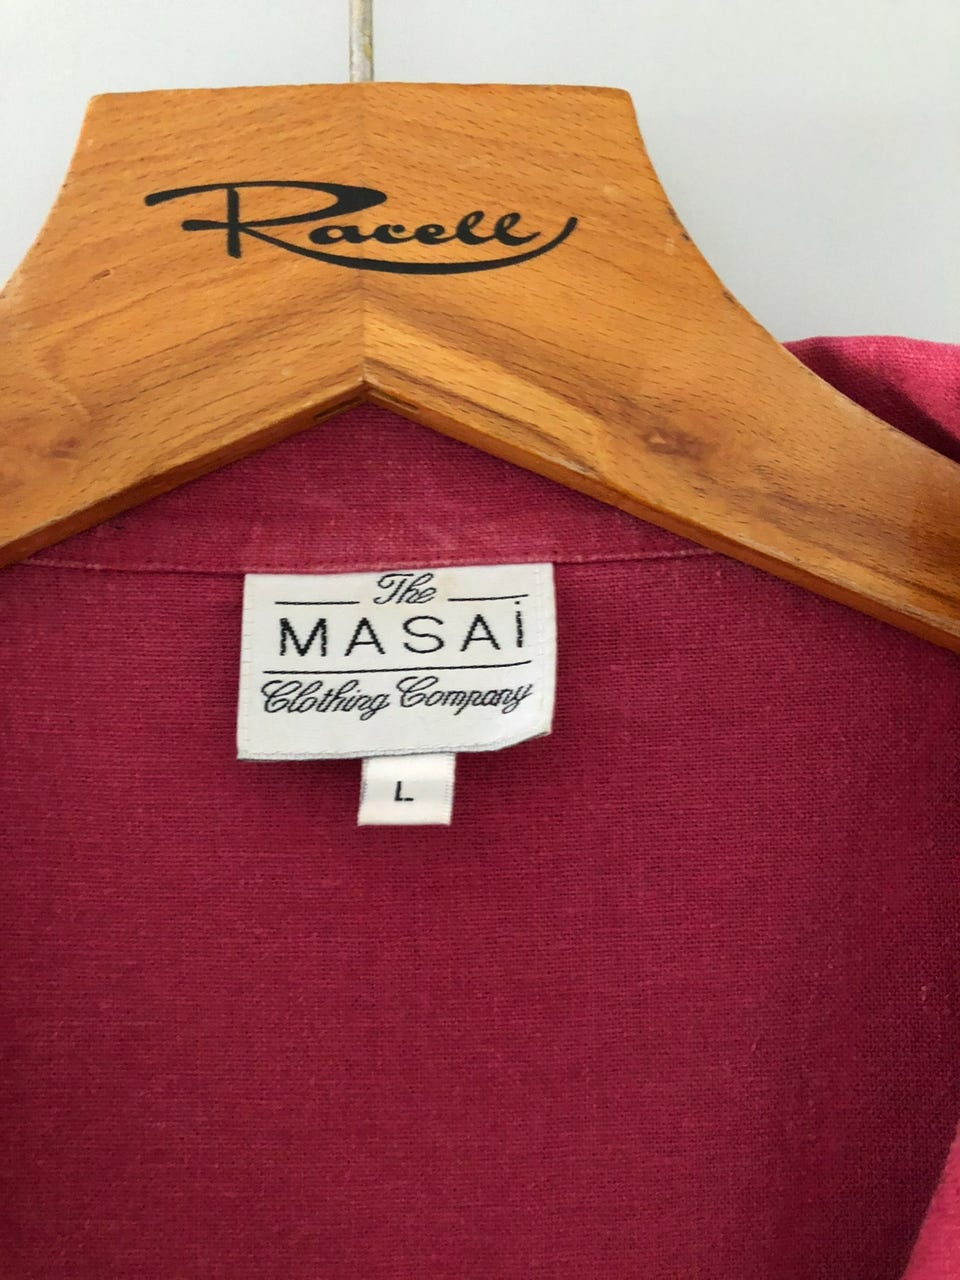 Racell
The
MASAi
Clothing Company
L